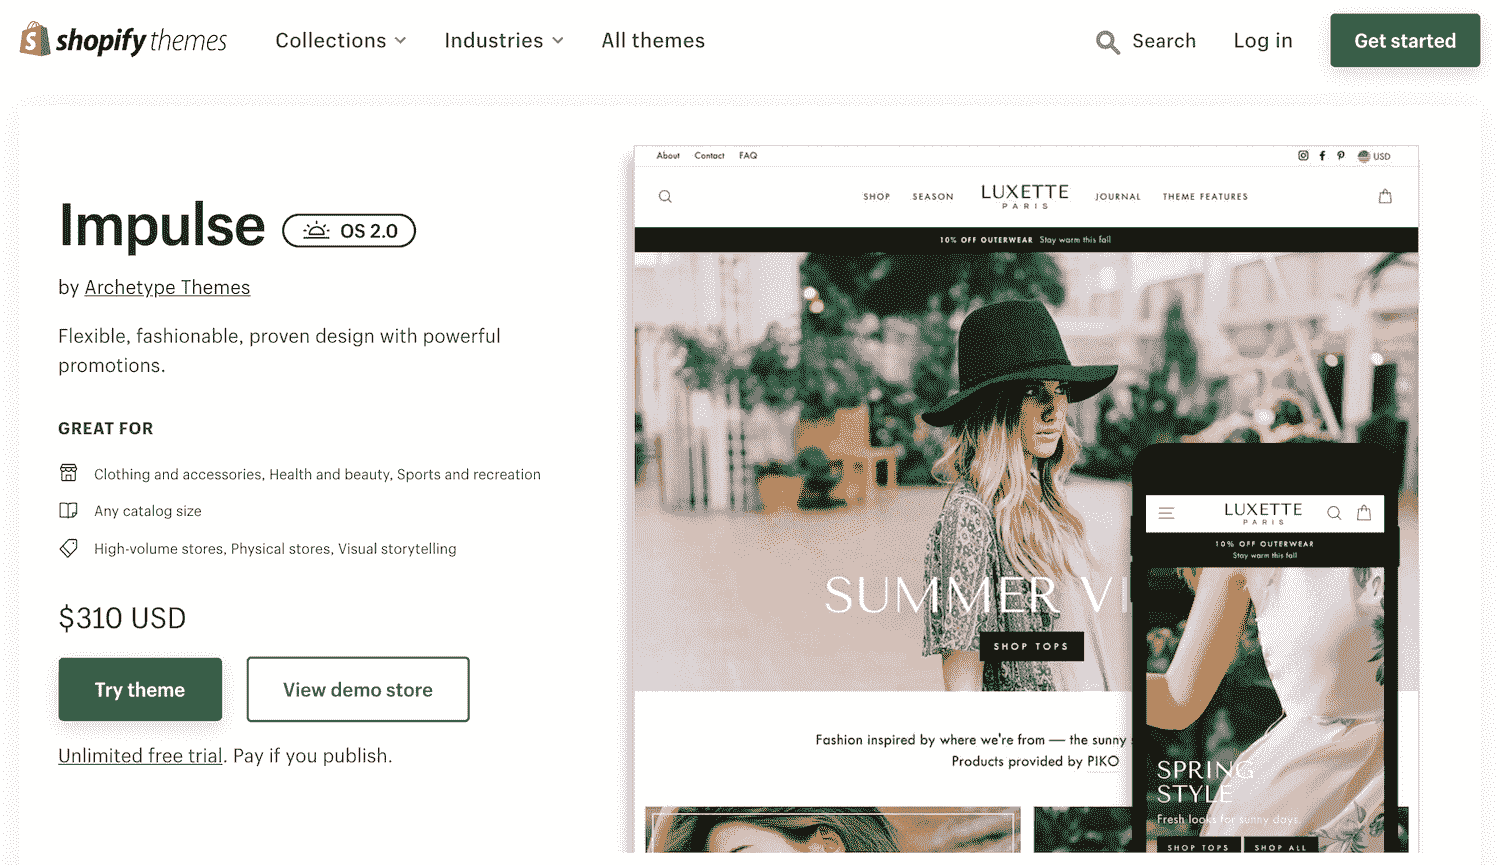 shopify themes
Collections
Industries
All themes
Search
Log in
Get started
Impulse
OS 2.0
by Archetype Themes
Flexible, fashionable, proven design with powerful
promotions.
GREAT FOR
Clothing and accessories, Health and beauty, Sports and recreation
Any catalog size
High-volume stores, Physical stores, Visual storytelling
$310 USD
Try theme
View demo store
Unlimited free trial. Pay if you publish.
About
Contact
FAQ
USD
SHOP
SEASON
LUXETTE
PARIS
JOURNAL
THEME FEATURES
10% OFF OUTERWEAR Stay warm this fall
SUMMER VI
SHOP TOPS
Fashion inspired by where we're from — the sunny s
Products provided by PIKO
LUXETTE
PARIS
10% OFF OUTERWEAR
Stay warm this fall
SPRING
STYLE
Fresh looks for sunny days.
SHOP TOPS
SHOP ALL